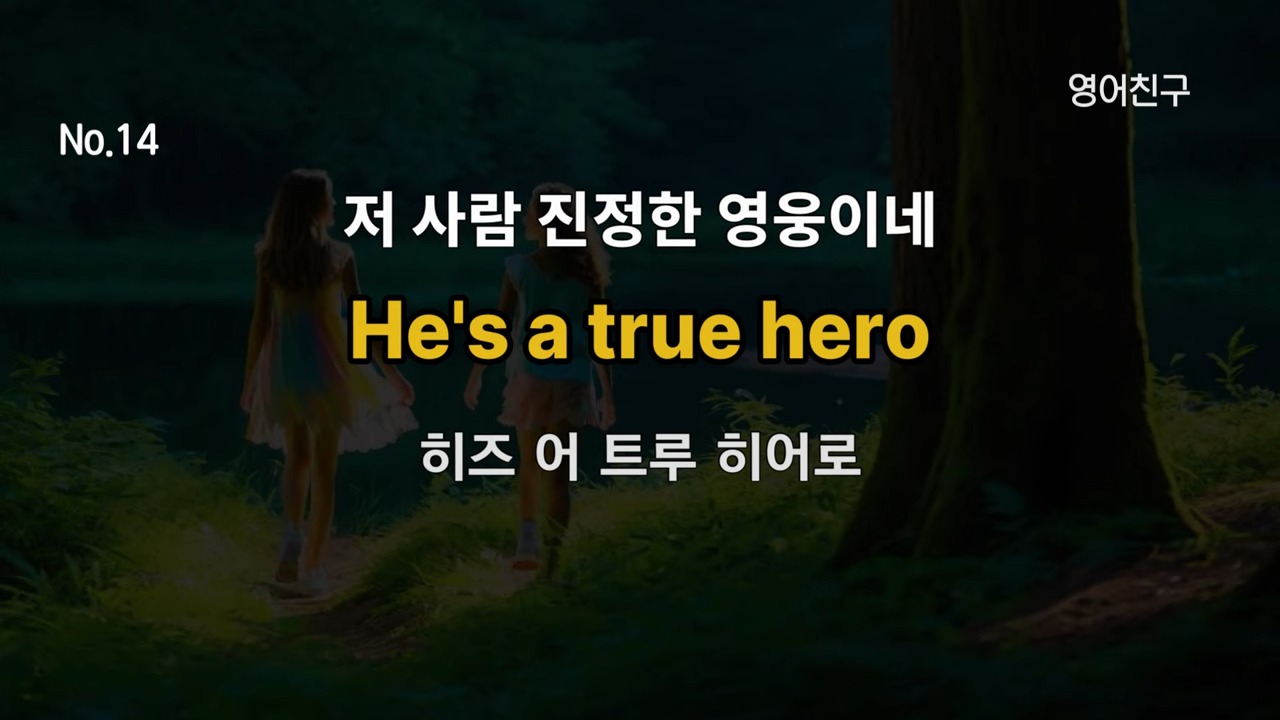 영어친구
No.14
저 사람 진정한 영웅이네
He's a true hero
히즈 어 트루 히어로